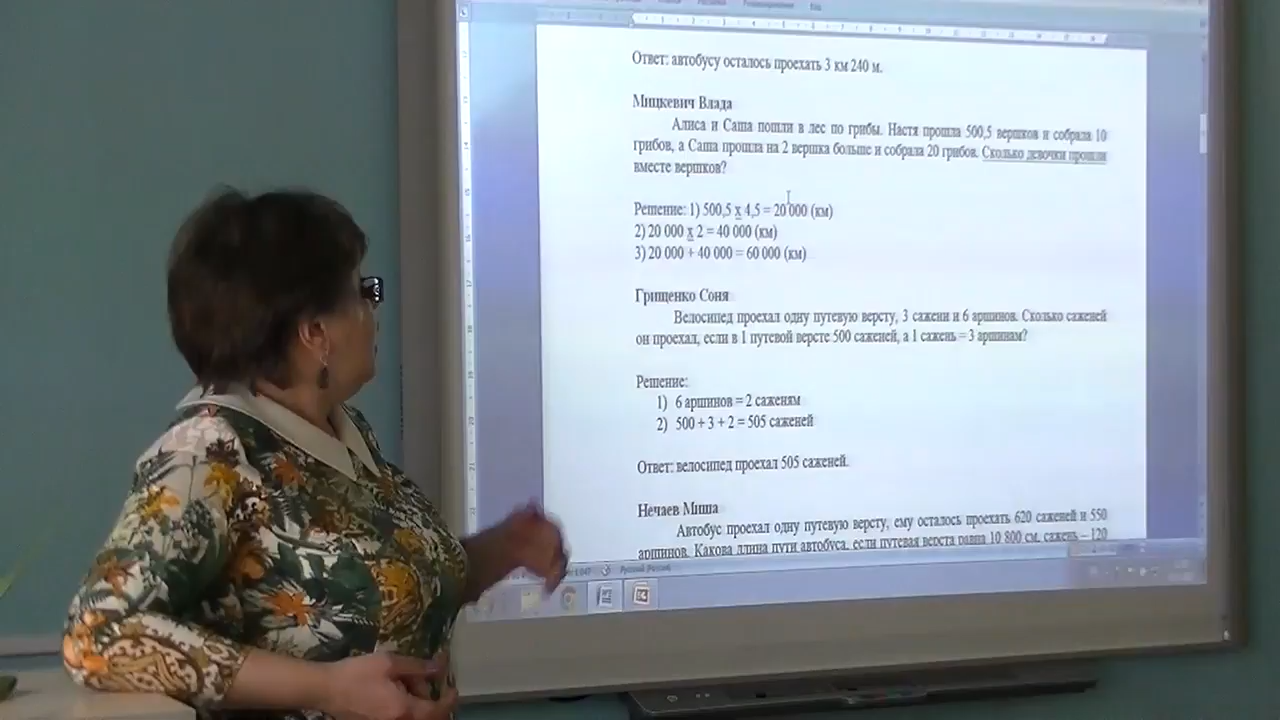 Ответ: автобусу осталось проехать 3 км 240 м.
Мицкевич Влада
Алиса и Саша пошли в лес по грибы. Настя прошла 500,5 вершков и собрала 10
грибов, а Саша прошла на 2 вершка больше и собрала 20 грибов. Сколько девочки прошли
вместе вершков?
Решение: 1) 500,5 х 4,5 = 20 000 (км)
2) 20 000 х 2 = 40 000 (км)
3) 20 000 + 40 000 = 60 000 (км)
Грищенко Соня
Велосипед проехал одну путевую версту, 3 сажени и 6 аршинов. Сколько саженей
он проехал, если в 1 путевой версте 500 саженей, а 1 сажень = 3 аршинам?
Решение:
1) 6 аршинов = 2 саженям
2) 500 + 3 + 2 = 505 саженей
Ответ: велосипед проехал 505 саженей.
Нечаев Миша
Автобус проехал одну путевую версту, ему осталось проехать 620 саженей и 550
аршинов. Какова длина пути автобуса, если путевая верста равна 10 800 см, сажень – 120